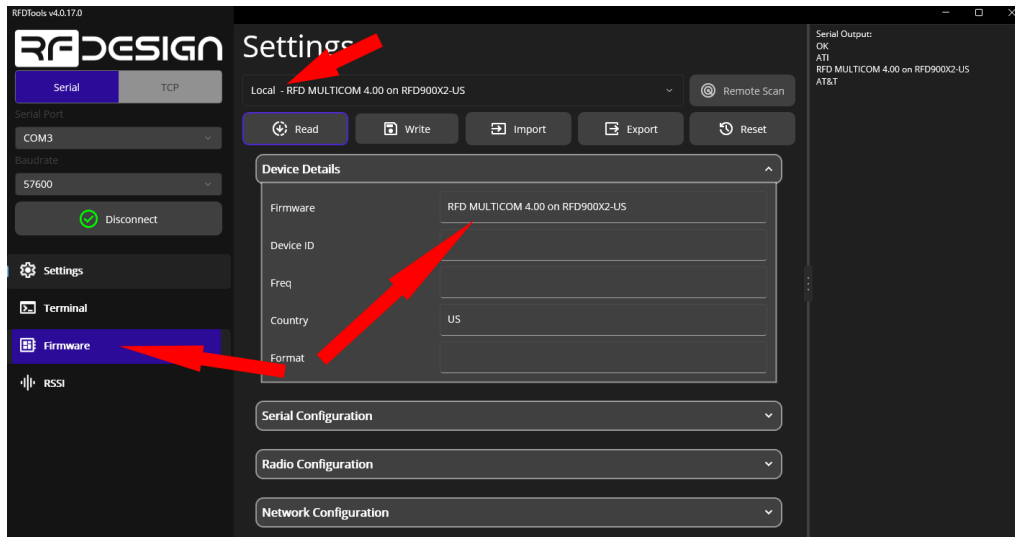 RFDTools v4.0.17.0
RFDESIGN
Serial
TCP
Serial Port
COM3
Baudrate
57600
Disconnect
Settings
Terminal
Firmware
RSSI
Settings
Local - RFD MULTICOM 4.00 on RFD900X2-US
Remote Scan
Read
Write
Import
Export
Reset
Device Details
Firmware
RFD MULTICOM 4.00 on RFD900X2-US
Device ID
Freq
Country
US
Format
Serial Configuration
Radio Configuration
Network Configuration
Serial Output:
OK
ATI
RFD MULTICOM 4.00 on RFD900X2-US
AT&T